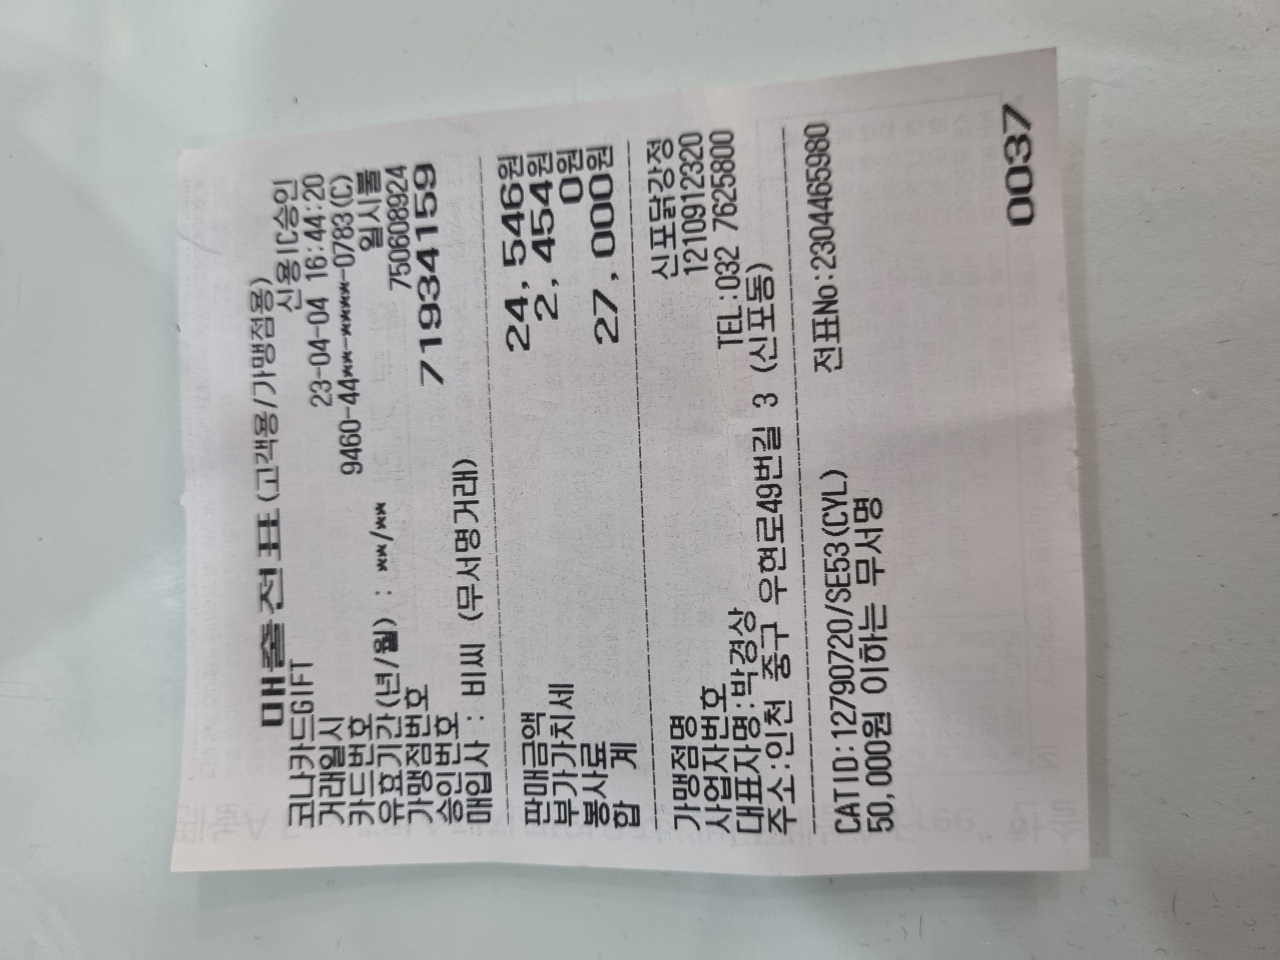 매출전표(고객용/가맹점용)
코나카드GIFT 신용IC승인
거래일시 23-04-04 16:44:20
카드번호 9460-44**-****-0783(C)
유효기간(년/월) : **/** 일시불
가맹점번호 750608924
승인번호 71934159
매입사 : 비씨 (무서명거래)
판매금액 24,546원
부가가치세 2,454원
봉사료 0원
합 계 27,000원
가맹점명 신포닭강정
사업자번호 1210912320
대표자명:박경상 TEL:032 7625800
주소:인천 중구 우현로49번길 3 (신포동)
CATID:12790720/SE53(CYL) 전표No:2304465980
50,000원 이하는 무서명
0037